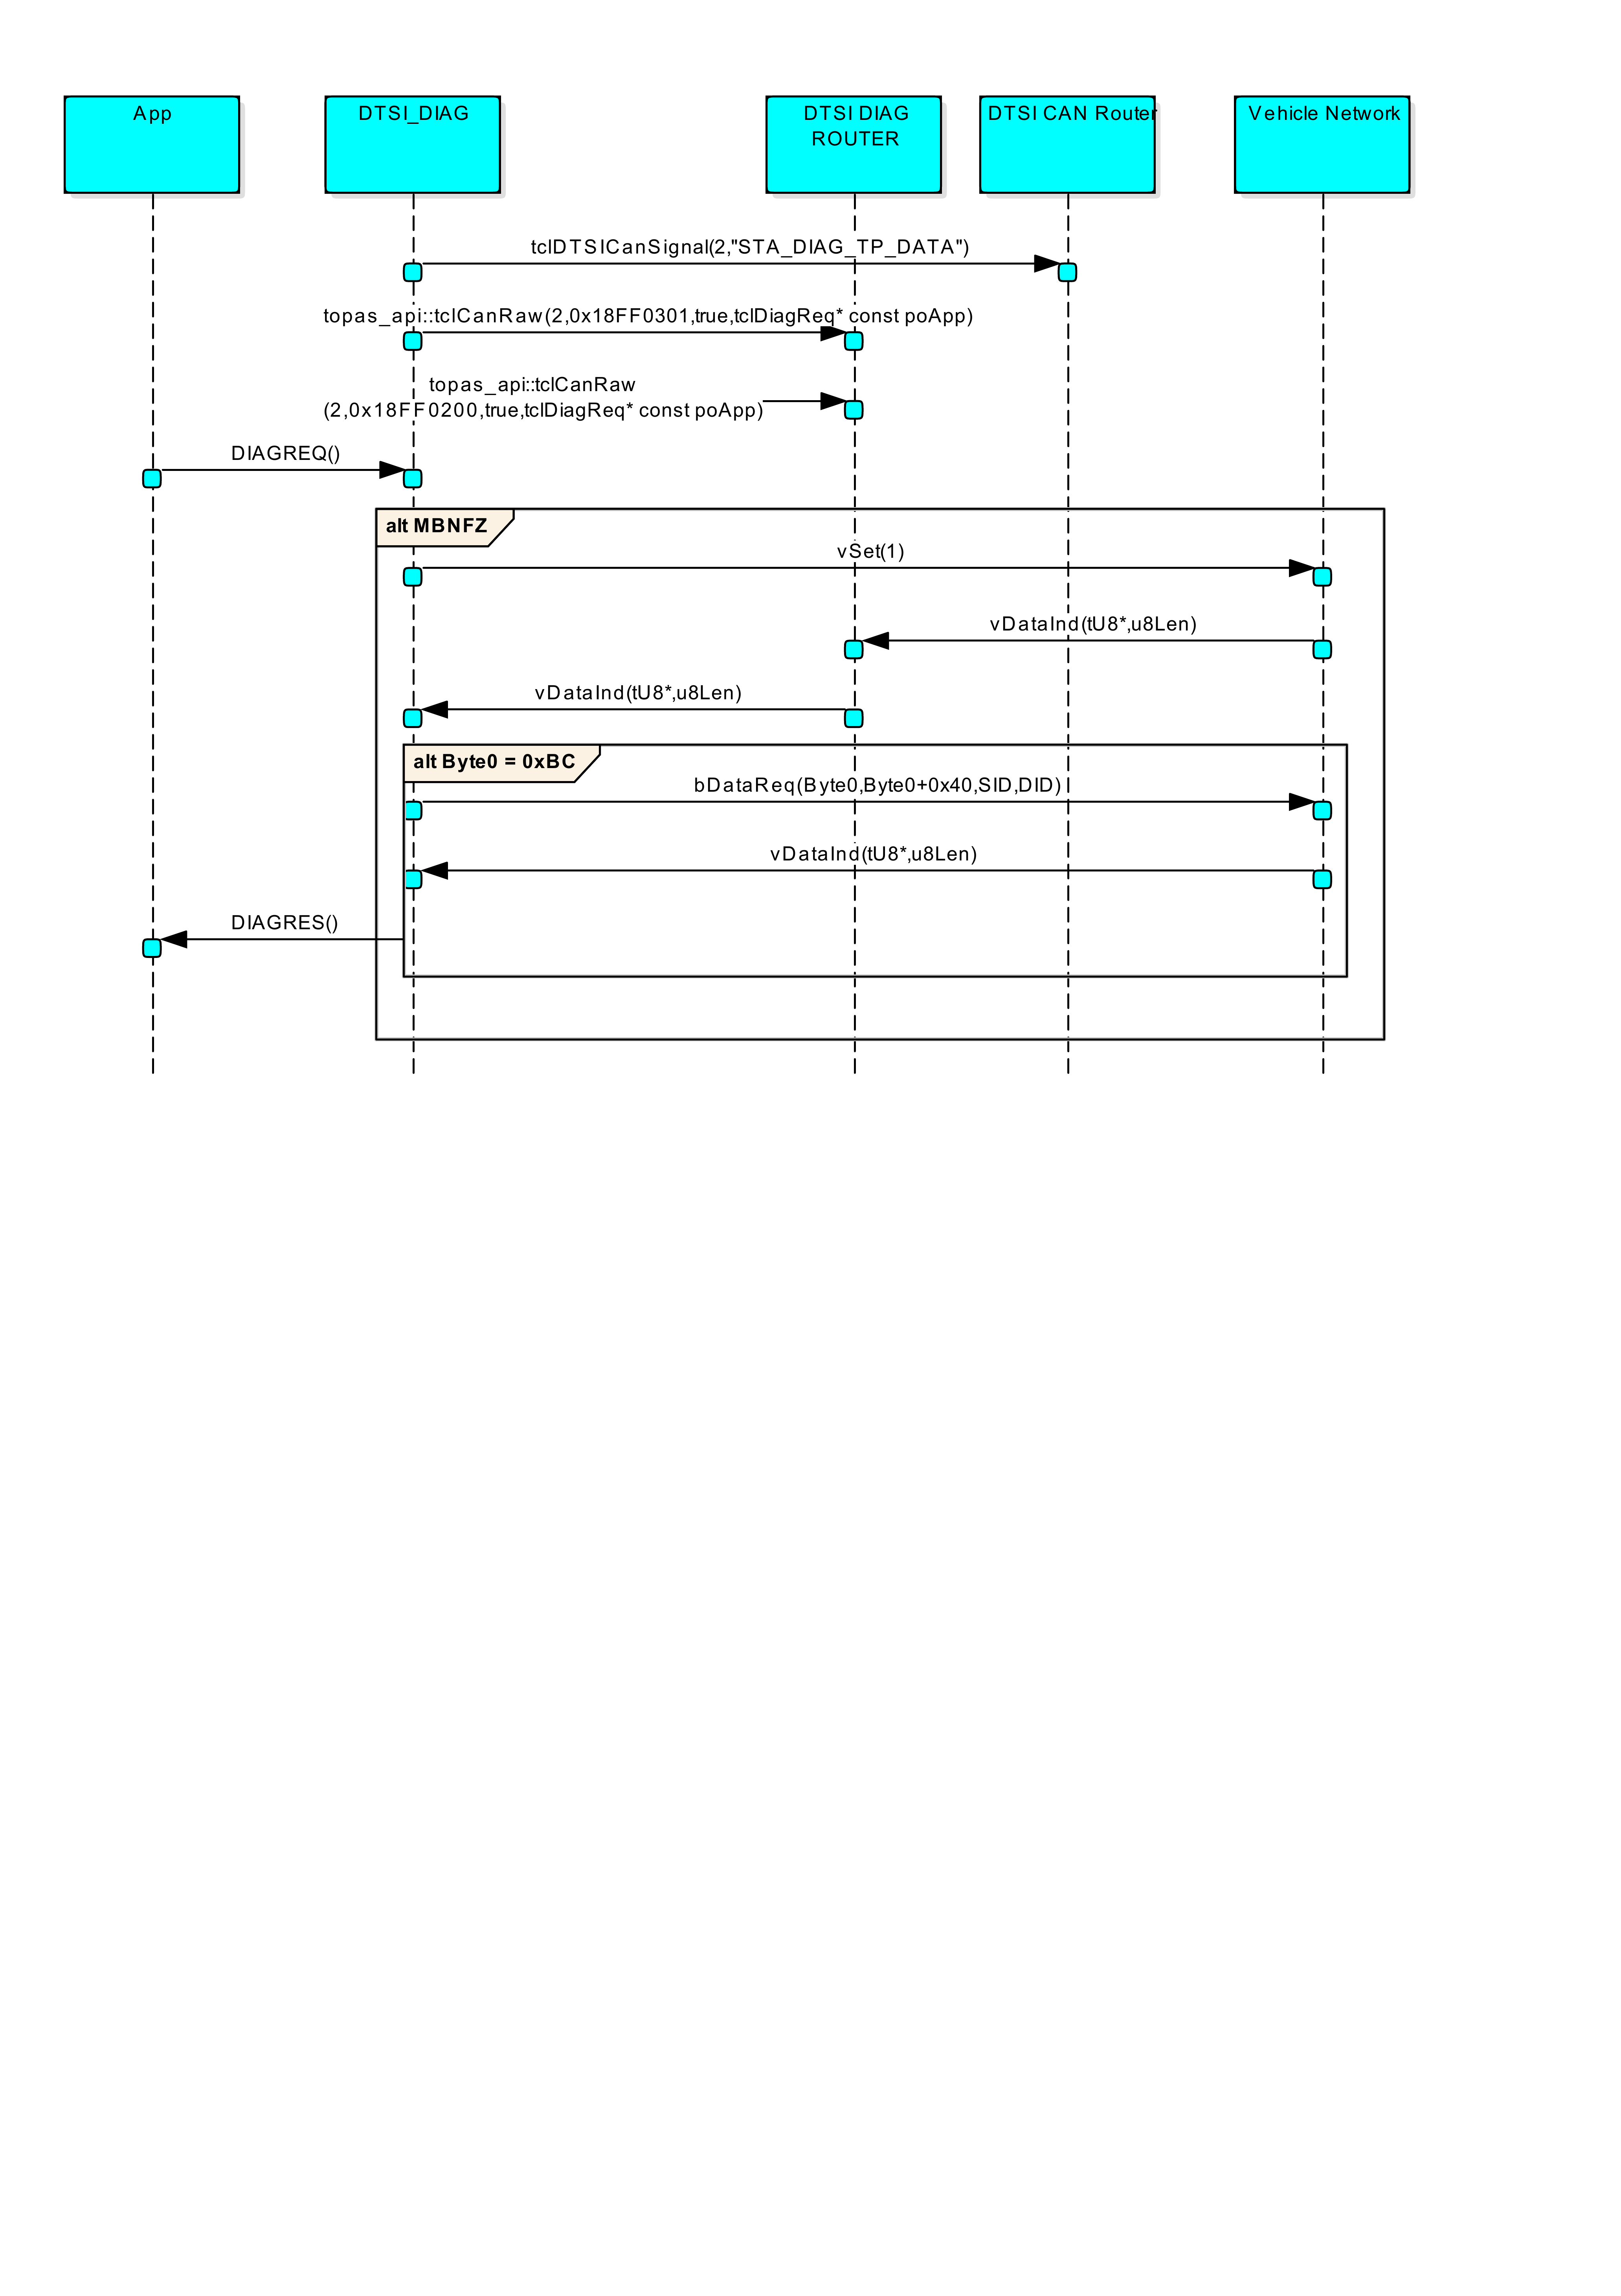 App
DTSI_DIAG
DTSI DIAG
ROUTER
DTSI CAN Router
Vehicle Network
tclDTSICanSignal(2,"STA_DIAG_TP_DATA")
topas_api::tclCanRaw(2,0x18FF0301,true,tclDiagReq* const poApp)
topas_api::tclCanRaw
(2,0x18FF0200,true,tclDiagReq* const poApp)
DIAGREQ()
alt MBNFZ
vSet(1)
vDataInd(tU8*,u8Len)
vDataInd(tU8*,u8Len)
alt Byte0 = 0xBC
bDataReq(Byte0,Byte0+0x40,SID,DID)
vDataInd(tU8*,u8Len)
DIAGRES()